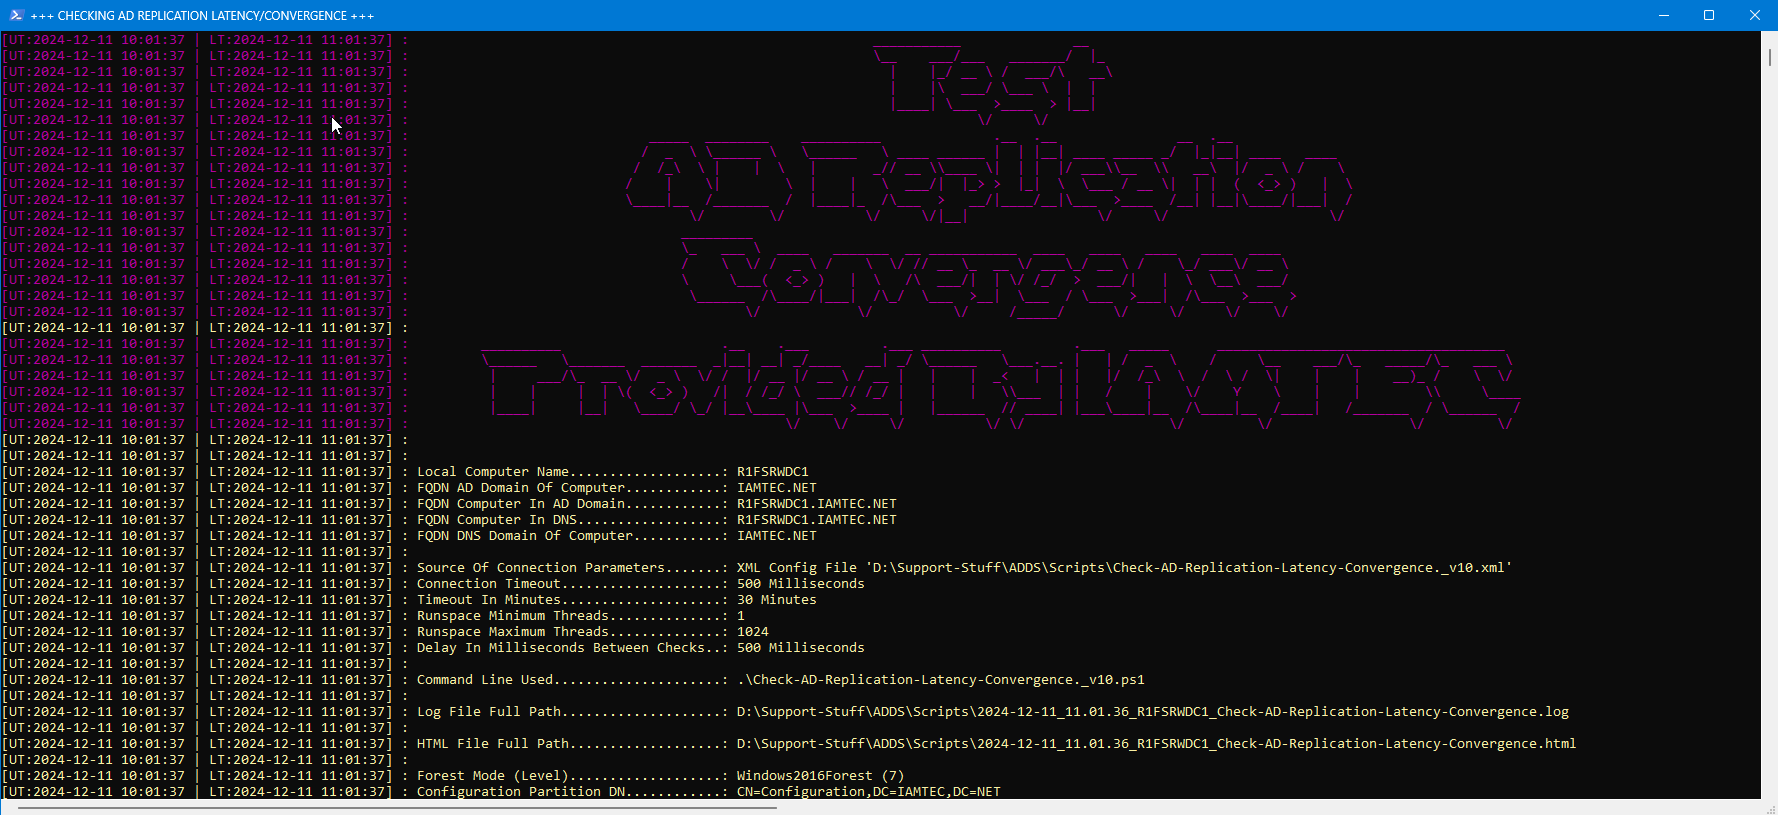 +++ CHECKING AD REPLICATION LATENCY/CONVERGENCE +++
[UT:2024-12-11 10:01:37 | LT:2024-12-11 11:01:37] :
[UT:2024-12-11 10:01:37 | LT:2024-12-11 11:01:37] :
[UT:2024-12-11 10:01:37 | LT:2024-12-11 11:01:37] : Test
[UT:2024-12-11 10:01:37 | LT:2024-12-11 11:01:37] :
[UT:2024-12-11 10:01:37 | LT:2024-12-11 11:01:37] :
[UT:2024-12-11 10:01:37 | LT:2024-12-11 11:01:37] :
[UT:2024-12-11 10:01:37 | LT:2024-12-11 11:01:37] :
[UT:2024-12-11 10:01:37 | LT:2024-12-11 11:01:37] :
[UT:2024-12-11 10:01:37 | LT:2024-12-11 11:01:37] : AD Replication
[UT:2024-12-11 10:01:37 | LT:2024-12-11 11:01:37] :
[UT:2024-12-11 10:01:37 | LT:2024-12-11 11:01:37] :
[UT:2024-12-11 10:01:37 | LT:2024-12-11 11:01:37] :
[UT:2024-12-11 10:01:37 | LT:2024-12-11 11:01:37] :
[UT:2024-12-11 10:01:37 | LT:2024-12-11 11:01:37] :
[UT:2024-12-11 10:01:37 | LT:2024-12-11 11:01:37] : Convergence
[UT:2024-12-11 10:01:37 | LT:2024-12-11 11:01:37] :
[UT:2024-12-11 10:01:37 | LT:2024-12-11 11:01:37] :
[UT:2024-12-11 10:01:37 | LT:2024-12-11 11:01:37] :
[UT:2024-12-11 10:01:37 | LT:2024-12-11 11:01:37] :
[UT:2024-12-11 10:01:37 | LT:2024-12-11 11:01:37] :
[UT:2024-12-11 10:01:37 | LT:2024-12-11 11:01:37] :
[UT:2024-12-11 10:01:37 | LT:2024-12-11 11:01:37] : Provided By IAMTEC
[UT:2024-12-11 10:01:37 | LT:2024-12-11 11:01:37] :
[UT:2024-12-11 10:01:37 | LT:2024-12-11 11:01:37] :
[UT:2024-12-11 10:01:37 | LT:2024-12-11 11:01:37] :
[UT:2024-12-11 10:01:37 | LT:2024-12-11 11:01:37] :
[UT:2024-12-11 10:01:37 | LT:2024-12-11 11:01:37] :
[UT:2024-12-11 10:01:37 | LT:2024-12-11 11:01:37] : Local Computer Name...................: R1FSRWDC1
[UT:2024-12-11 10:01:37 | LT:2024-12-11 11:01:37] : FQDN AD Domain Of Computer............: IAMTEC.NET
[UT:2024-12-11 10:01:37 | LT:2024-12-11 11:01:37] : FQDN Computer In AD Domain............: R1FSRWDC1.IAMTEC.NET
[UT:2024-12-11 10:01:37 | LT:2024-12-11 11:01:37] : FQDN Computer In DNS..................: R1FSRWDC1.IAMTEC.NET
[UT:2024-12-11 10:01:37 | LT:2024-12-11 11:01:37] : FQDN DNS Domain Of Computer...........: IAMTEC.NET
[UT:2024-12-11 10:01:37 | LT:2024-12-11 11:01:37] :
[UT:2024-12-11 10:01:37 | LT:2024-12-11 11:01:37] : Source Of Connection Parameters.......: XML Config File 'D:\Support-Stuff\ADDS\Scripts\Check-AD-Replication-Latency-Convergence._v10.xml'
[UT:2024-12-11 10:01:37 | LT:2024-12-11 11:01:37] : Connection Timeout....................: 500 Milliseconds
[UT:2024-12-11 10:01:37 | LT:2024-12-11 11:01:37] : Timeout In Minutes....................: 30 Minutes
[UT:2024-12-11 10:01:37 | LT:2024-12-11 11:01:37] : Runspace Minimum Threads..............: 1
[UT:2024-12-11 10:01:37 | LT:2024-12-11 11:01:37] : Runspace Maximum Threads..............: 1024
[UT:2024-12-11 10:01:37 | LT:2024-12-11 11:01:37] : Delay In Milliseconds Between Checks..: 500 Milliseconds
[UT:2024-12-11 10:01:37 | LT:2024-12-11 11:01:37] :
[UT:2024-12-11 10:01:37 | LT:2024-12-11 11:01:37] : Command Line Used.....................: .\Check-AD-Replication-Latency-Convergence._v10.ps1
[UT:2024-12-11 10:01:37 | LT:2024-12-11 11:01:37] :
[UT:2024-12-11 10:01:37 | LT:2024-12-11 11:01:37] : Log File Full Path....................: D:\Support-Stuff\ADDS\Scripts\2024-12-11_11.01.36_R1FSRWDC1_Check-AD-Replication-Latency-Convergence.log
[UT:2024-12-11 10:01:37 | LT:2024-12-11 11:01:37] :
[UT:2024-12-11 10:01:37 | LT:2024-12-11 11:01:37] : HTML File Full Path...................: D:\Support-Stuff\ADDS\Scripts\2024-12-11_11.01.36_R1FSRWDC1_Check-AD-Replication-Latency-Convergence.html
[UT:2024-12-11 10:01:37 | LT:2024-12-11 11:01:37] :
[UT:2024-12-11 10:01:37 | LT:2024-12-11 11:01:37] : Forest Mode (Level)...................: Windows2016Forest (7)
[UT:2024-12-11 10:01:37 | LT:2024-12-11 11:01:37] : Configuration Partition DN............: CN=Configuration,DC=IAMTEC,DC=NET